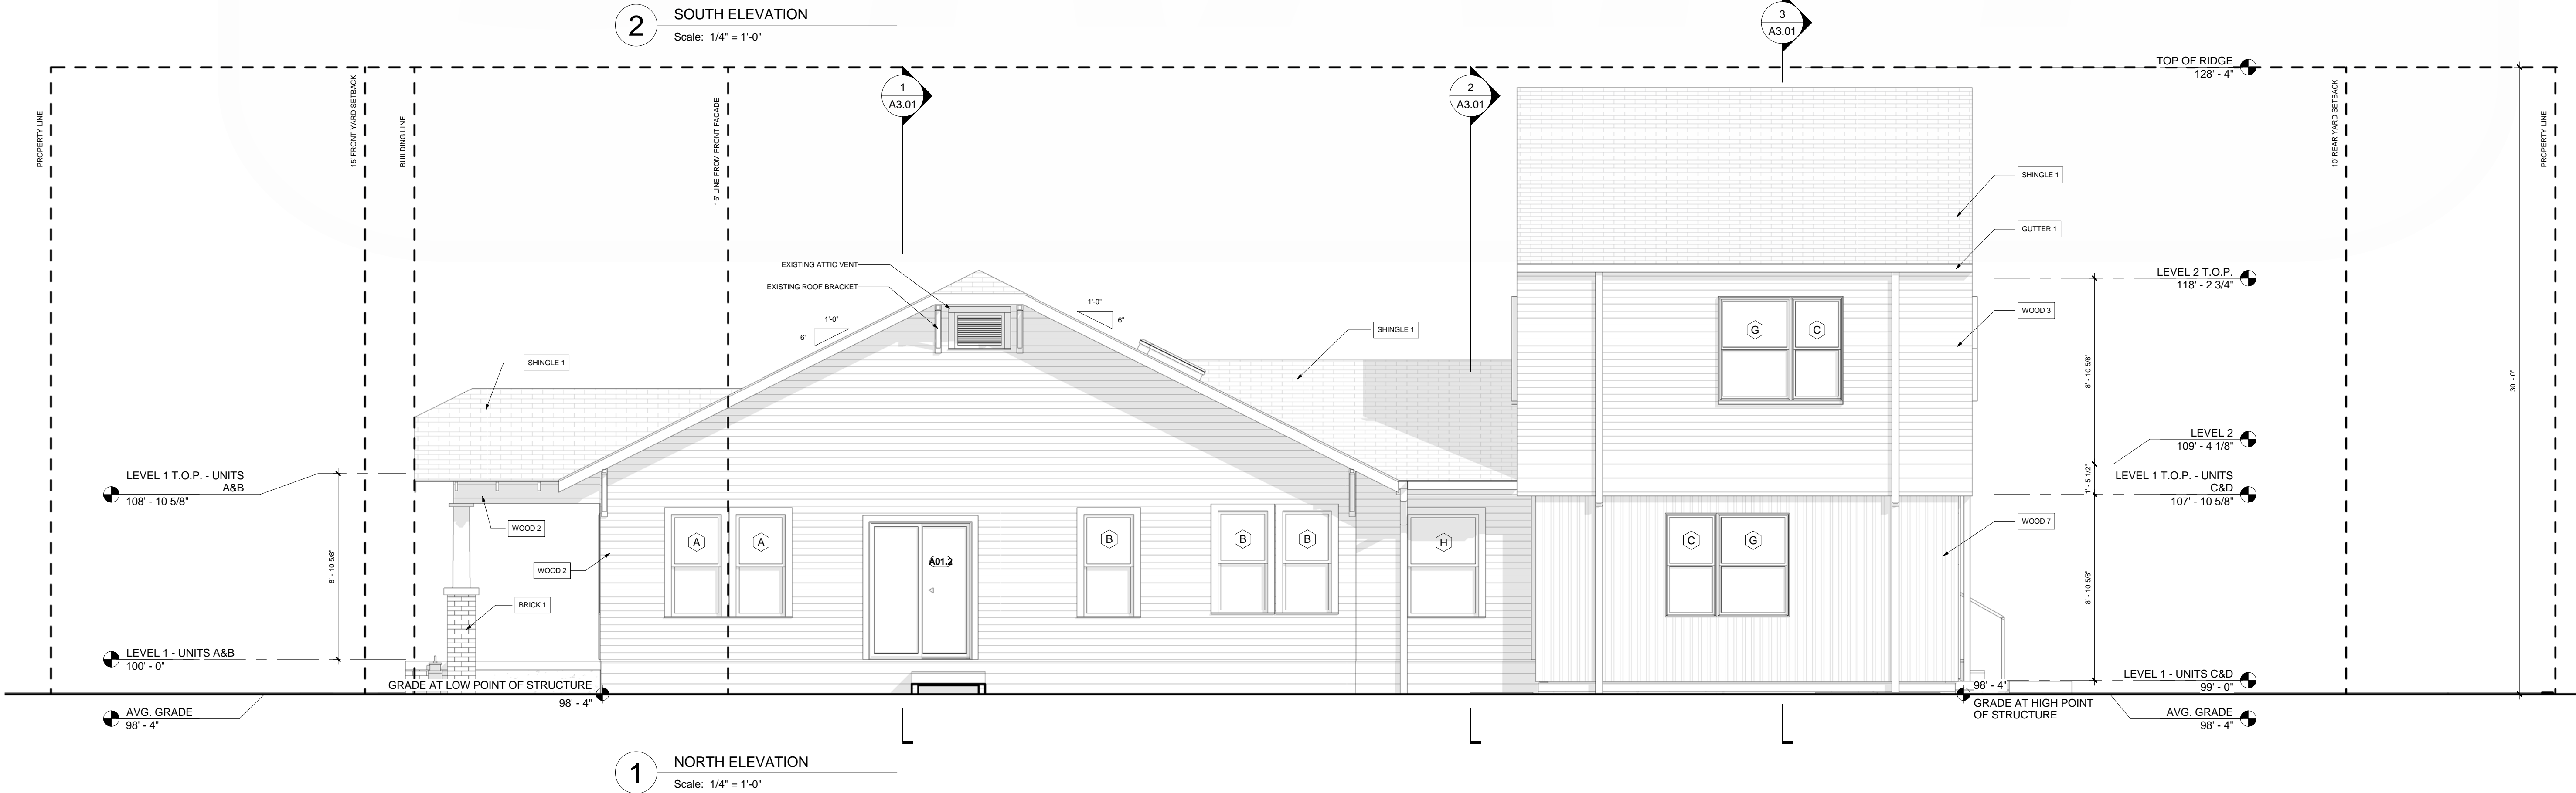 2
SOUTH ELEVATION
Scale: 1/4" = 1'-0"
3
A3.01
TOP OF RIDGE
128' - 4"
PROPERTY LINE
15' FRONT YARD SETBACK
BUILDING LINE
15' LINE FROM FRONT FACADE
1
A3.01
2
A3.01
10' REAR YARD SETBACK
PROPERTY LINE
SHINGLE 1
GUTTER 1
EXISTING ATTIC VENT
EXISTING ROOF BRACKET
LEVEL 2 T.O.P.
118' - 2 3/4"
1'-0"
6"
1'-0"
6"
WOOD 3
G
C
SHINGLE 1
SHINGLE 1
8' - 10 5/8"
30' - 0"
LEVEL 2
109' - 4 1/8"
1' - 5 1/2"
LEVEL 1 T.O.P. - UNITS
A&B
108' - 10 5/8"
LEVEL 1 T.O.P. - UNITS
C&D
107' - 10 5/8"
WOOD 2
WOOD 7
A
A
B
B
B
H
C
G
A01.2
WOOD 2
8' - 10 5/8"
8' - 10 5/8"
BRICK 1
LEVEL 1 - UNITS A&B
100' - 0"
GRADE AT LOW POINT OF STRUCTURE
98' - 4"
LEVEL 1 - UNITS C&D
99' - 0"
98' - 4"
GRADE AT HIGH POINT
OF STRUCTURE
AVG. GRADE
98' - 4"
AVG. GRADE
98' - 4"
1
NORTH ELEVATION
Scale: 1/4" = 1'-0"